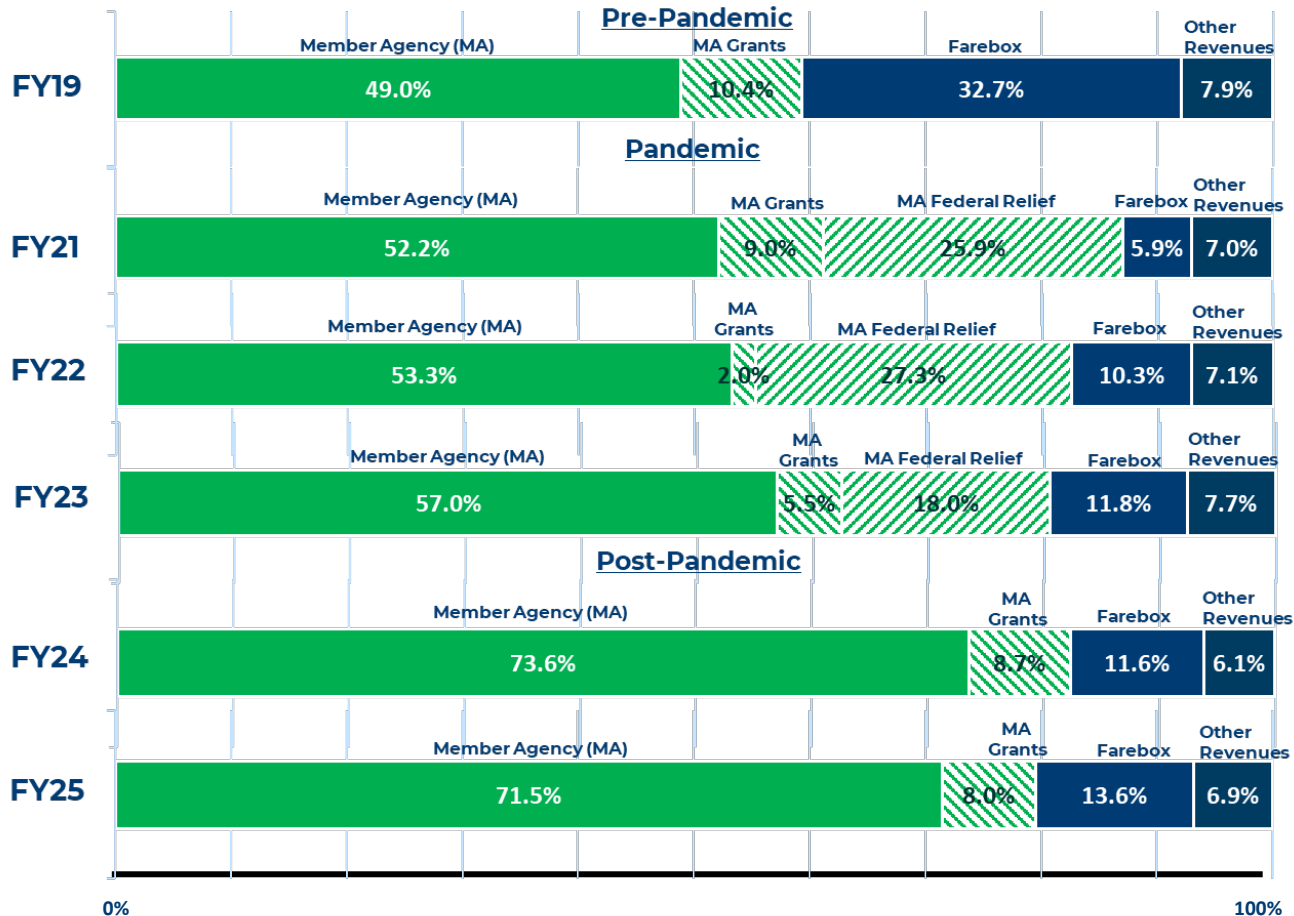 Pre-Pandemic
Member Agency (MA) MA Grants Farebox Other
Revenues
FY19 49.0% 10.4% 32.7% 7.9%
Pandemic
Member Agency (MA) MA Grants MA Federal Relief Farebox Other
Revenues
FY21 52.2% 9.0% 25.9% 5.9% 7.0%
Member Agency (MA) MA
Grants MA Federal Relief Farebox Other
Revenues
FY22 53.3% 2.0% 27.3% 10.3% 7.1%
Member Agency (MA) MA
Grants MA Federal Relief Farebox Other
Revenues
FY23 57.0% 5.5% 18.0% 11.8% 7.7%
Post-Pandemic
Member Agency (MA) MA
Grants Farebox Other
Revenues
FY24 73.6% 8.7% 11.6% 6.1%
Member Agency (MA) MA
Grants Farebox Other
Revenues
FY25 71.5% 8.0% 13.6% 6.9%
0% 100%